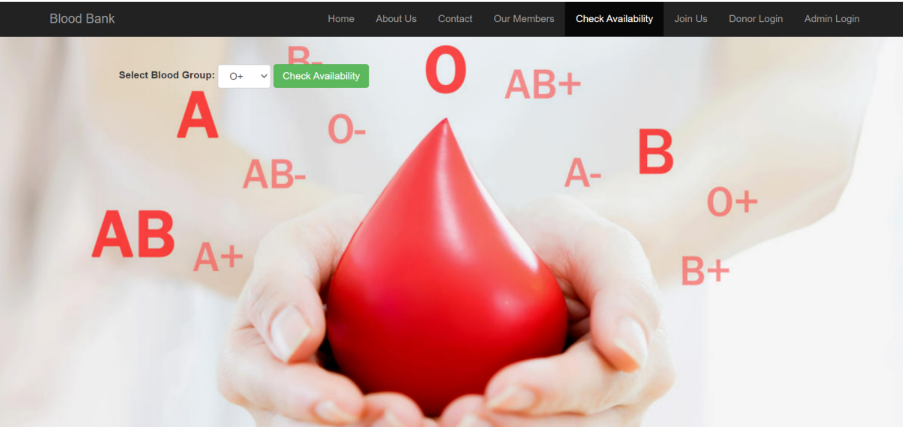 Blood Bank Home About Us Contact Our Members Check Availability Join Us Donor Login Admin Login
Select Blood Group: O+ Check Availability
B-
O
AB+
A
O-
B
AB-
A-
O+
AB
A+
B+